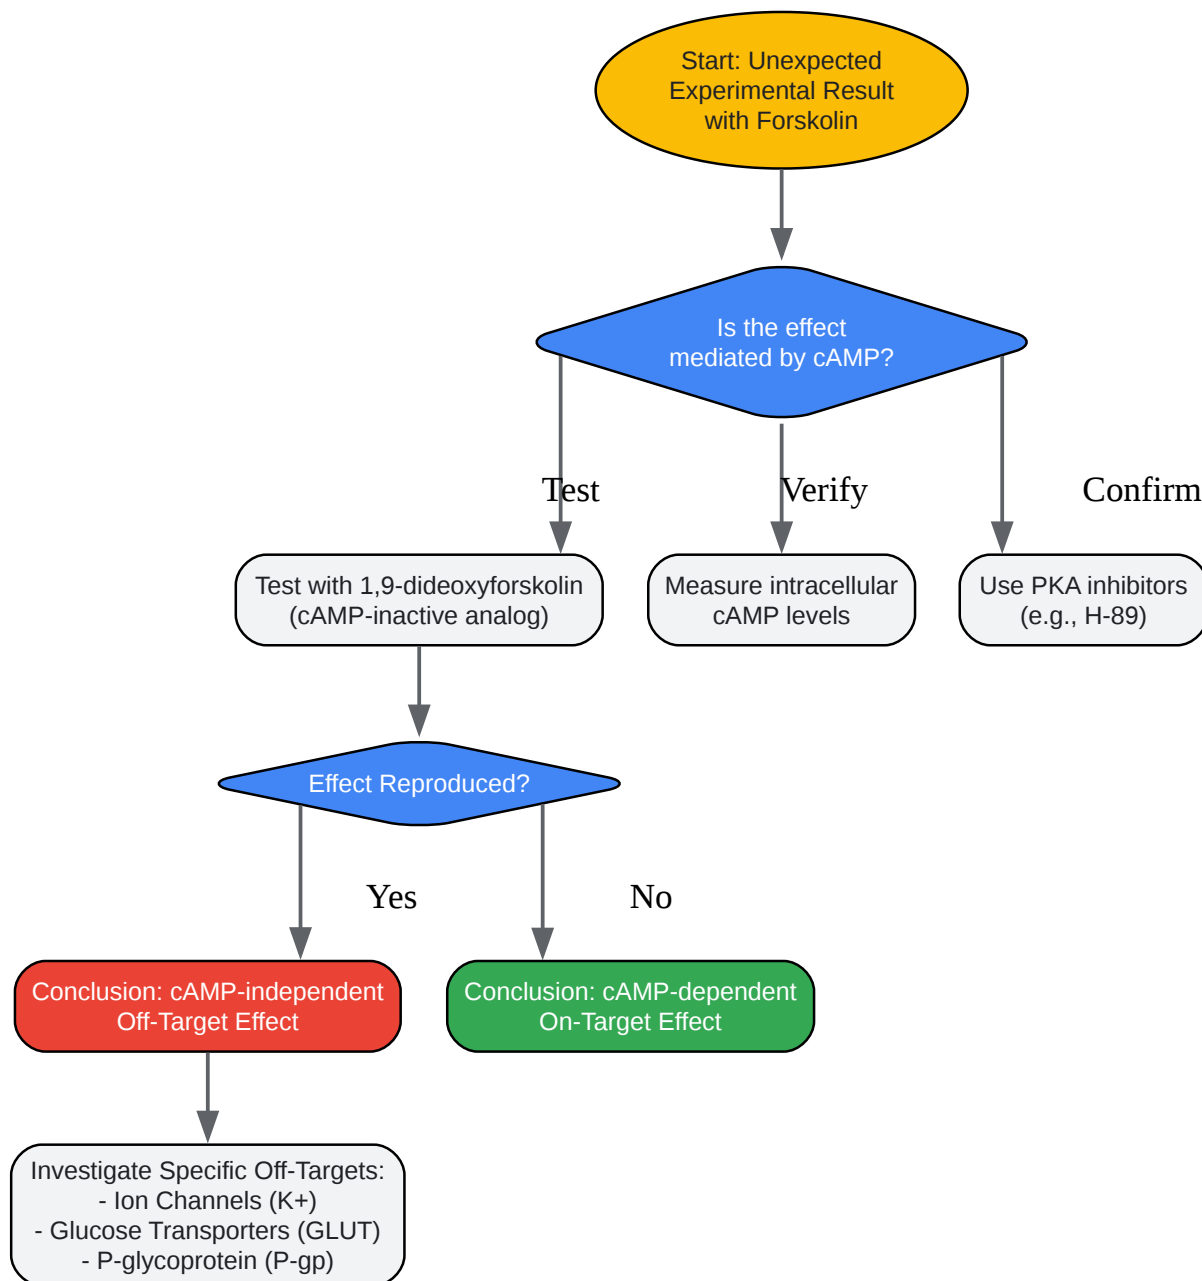 Start: Unexpected
Experimental Result
with Forskolin
Is the effect
mediated by cAMP?
Test
Verify
Confirm
Test with 1,9-dideoxyforskolin
(cAMP-inactive analog)
Measure intracellular
cAMP levels
Use PKA inhibitors
(e.g., H-89)
Effect Reproduced?
Yes
No
Conclusion: cAMP-independent
Off-Target Effect
Conclusion: cAMP-dependent
On-Target Effect
Investigate Specific Off-Targets:
- Ion Channels (K+)
- Glucose Transporters (GLUT)
- P-glycoprotein (P-gp)